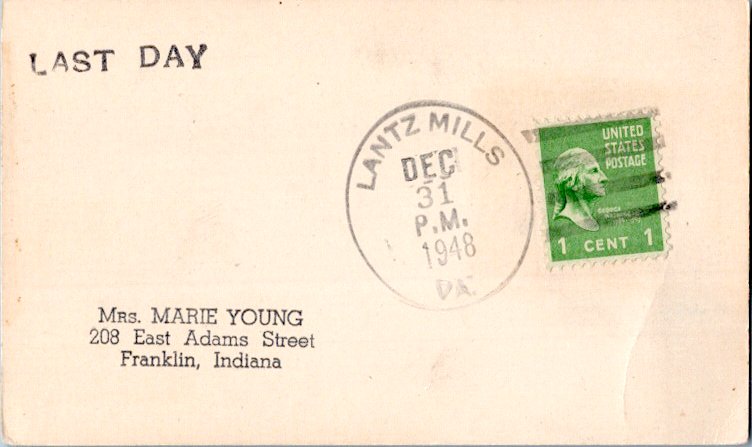 LAST DAY
LANTZ MILLS
DEC
31
P.M.
1948
UNITED
STATES
POSTAGE
GEORGE
1 CENT 1
Mrs. MARIE YOUNG
208 East Adams Street
Franklin, Indiana